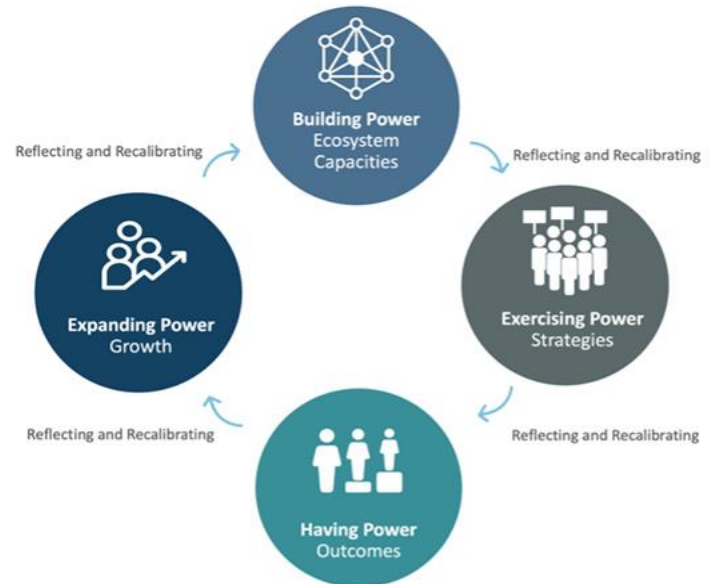 Building Power
Ecosystem
Capacities
Reflecting and Recalibrating
Reflecting and Recalibrating
Expanding Power
Growth
Exercising Power
Strategies
Reflecting and Recalibrating
Reflecting and Recalibrating
Having Power
Outcomes